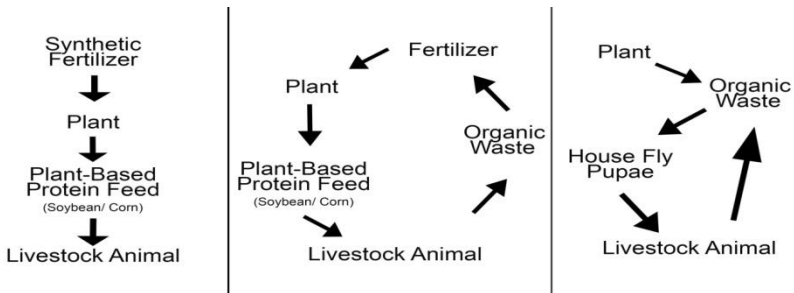 Synthetic
Fertilizer
Plant
Plant-Based
Protein Feed
(Soybean/ Corn)
Livestock Animal
Fertilizer
Plant
Organic
Waste
Plant-Based
Protein Feed
(Soybean/ Corn)
Livestock Animal
Plant
Organic
Waste
House Fly
Pupae
Livestock Animal